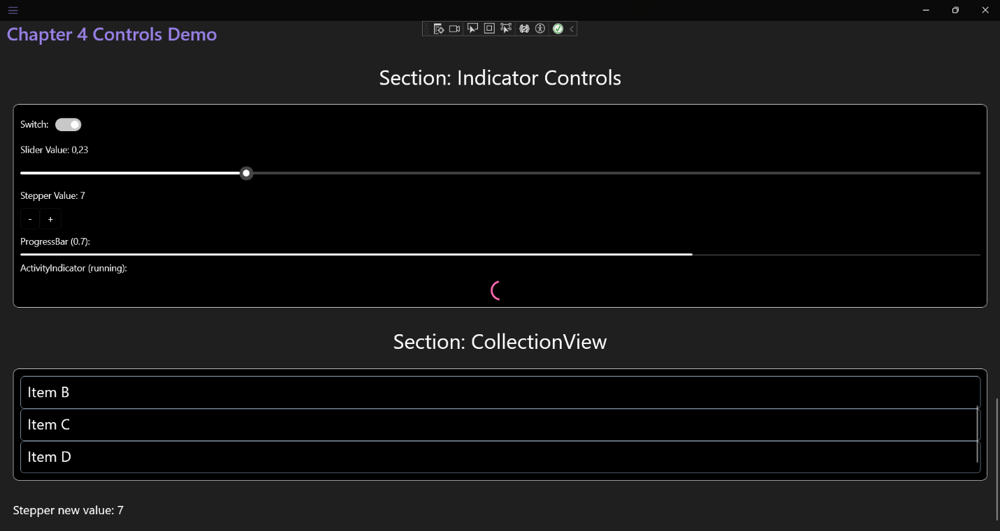 Chapter 4 Controls Demo
Section: Indicator Controls
Switch:
Slider Value: 0,23
Stepper Value: 7
- +
ProgressBar (0.7):
ActivityIndicator (running):
Section: CollectionView
Item B
Item C
Item D
Stepper new value: 7